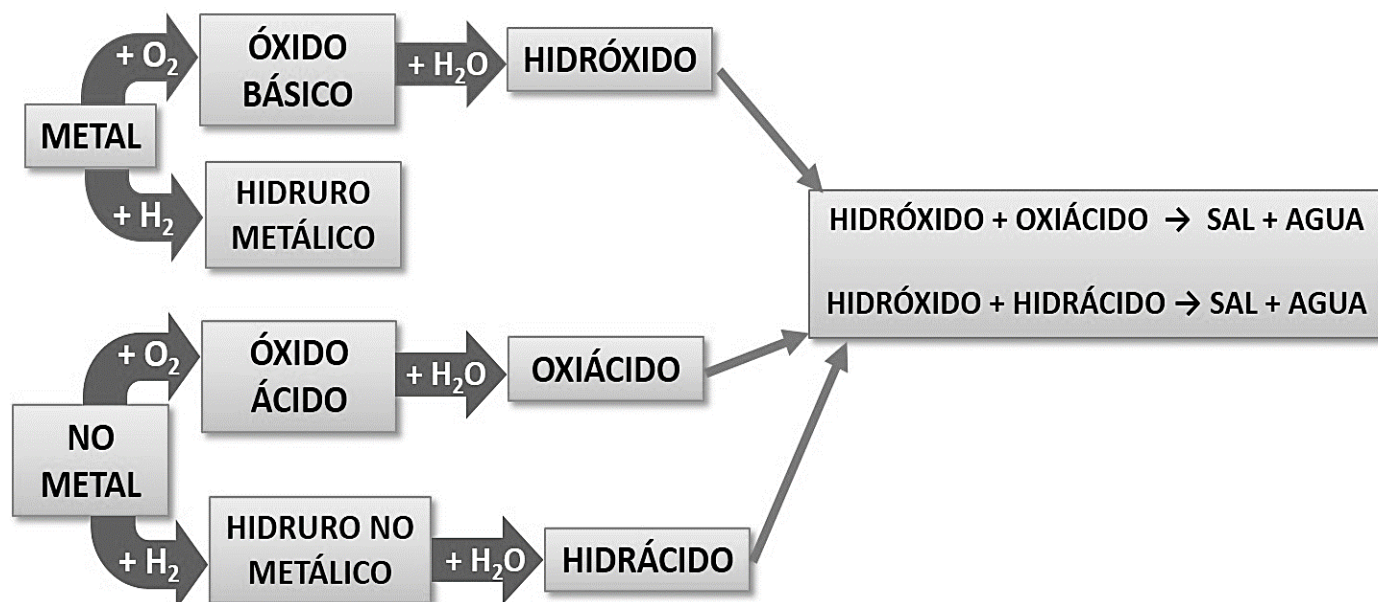 METAL
+ O₂
ÓXIDO
BÁSICO
+ H₂O
HIDRÓXIDO
+ H₂
HIDRURO
METÁLICO
NO
METAL
+ O₂
ÓXIDO
ÁCIDO
+ H₂O
OXIÁCIDO
+ H₂
HIDRURO NO
METÁLICO
+ H₂O
HIDRÁCIDO
HIDRÓXIDO + OXIÁCIDO → SAL + AGUA
HIDRÓXIDO + HIDRÁCIDO → SAL + AGUA